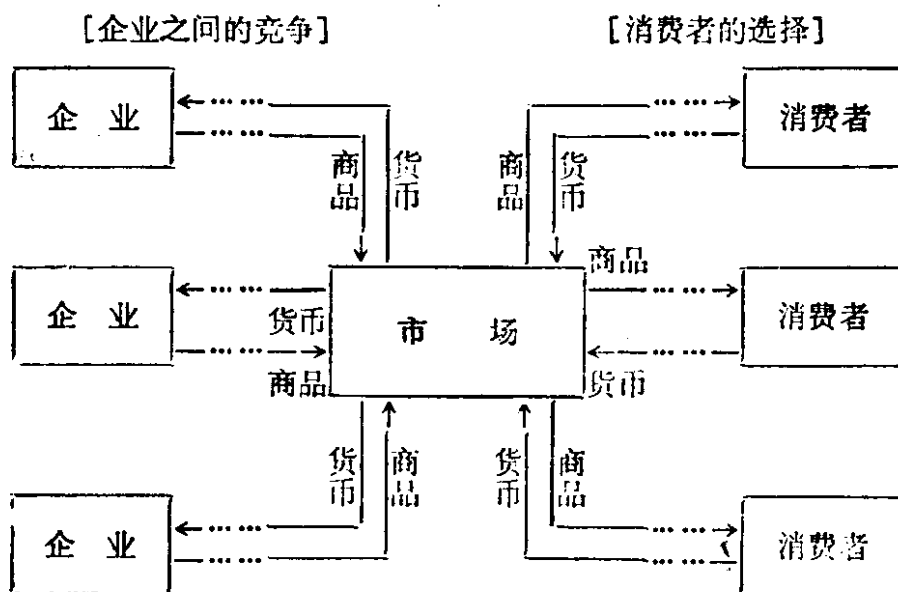 [企业之间的竞争] [消费者的选择]
企 业
消费者
商品
货币
商品
货币
商品
企 业
货币
市 场
消费者
商品
货币
货币
商品
货币
商品
企 业
消费者